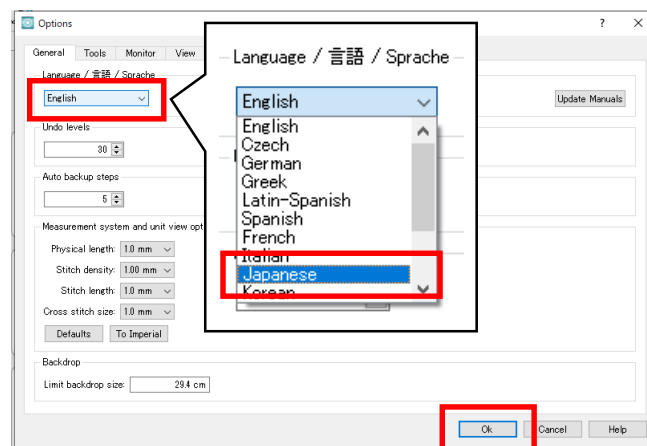 Options
General Tools Monitor View
Language / 言語 / Sprache
English
Update Manuals
Undo levels
30
Auto backup steps
5
Measurement system and unit view opt
Physical length: 1.0 mm
Stitch density: 1.00 mm
Stitch length: 1.0 mm
Cross stitch size: 1.0 mm
Defaults To Imperial
Backdrop
Limit backdrop size: 29.4 cm
Ok Cancel Help
Language / 言語 / Sprache
English
English
Czech
German
Greek
Latin-Spanish
Spanish
French
Italian
Japanese
Korean